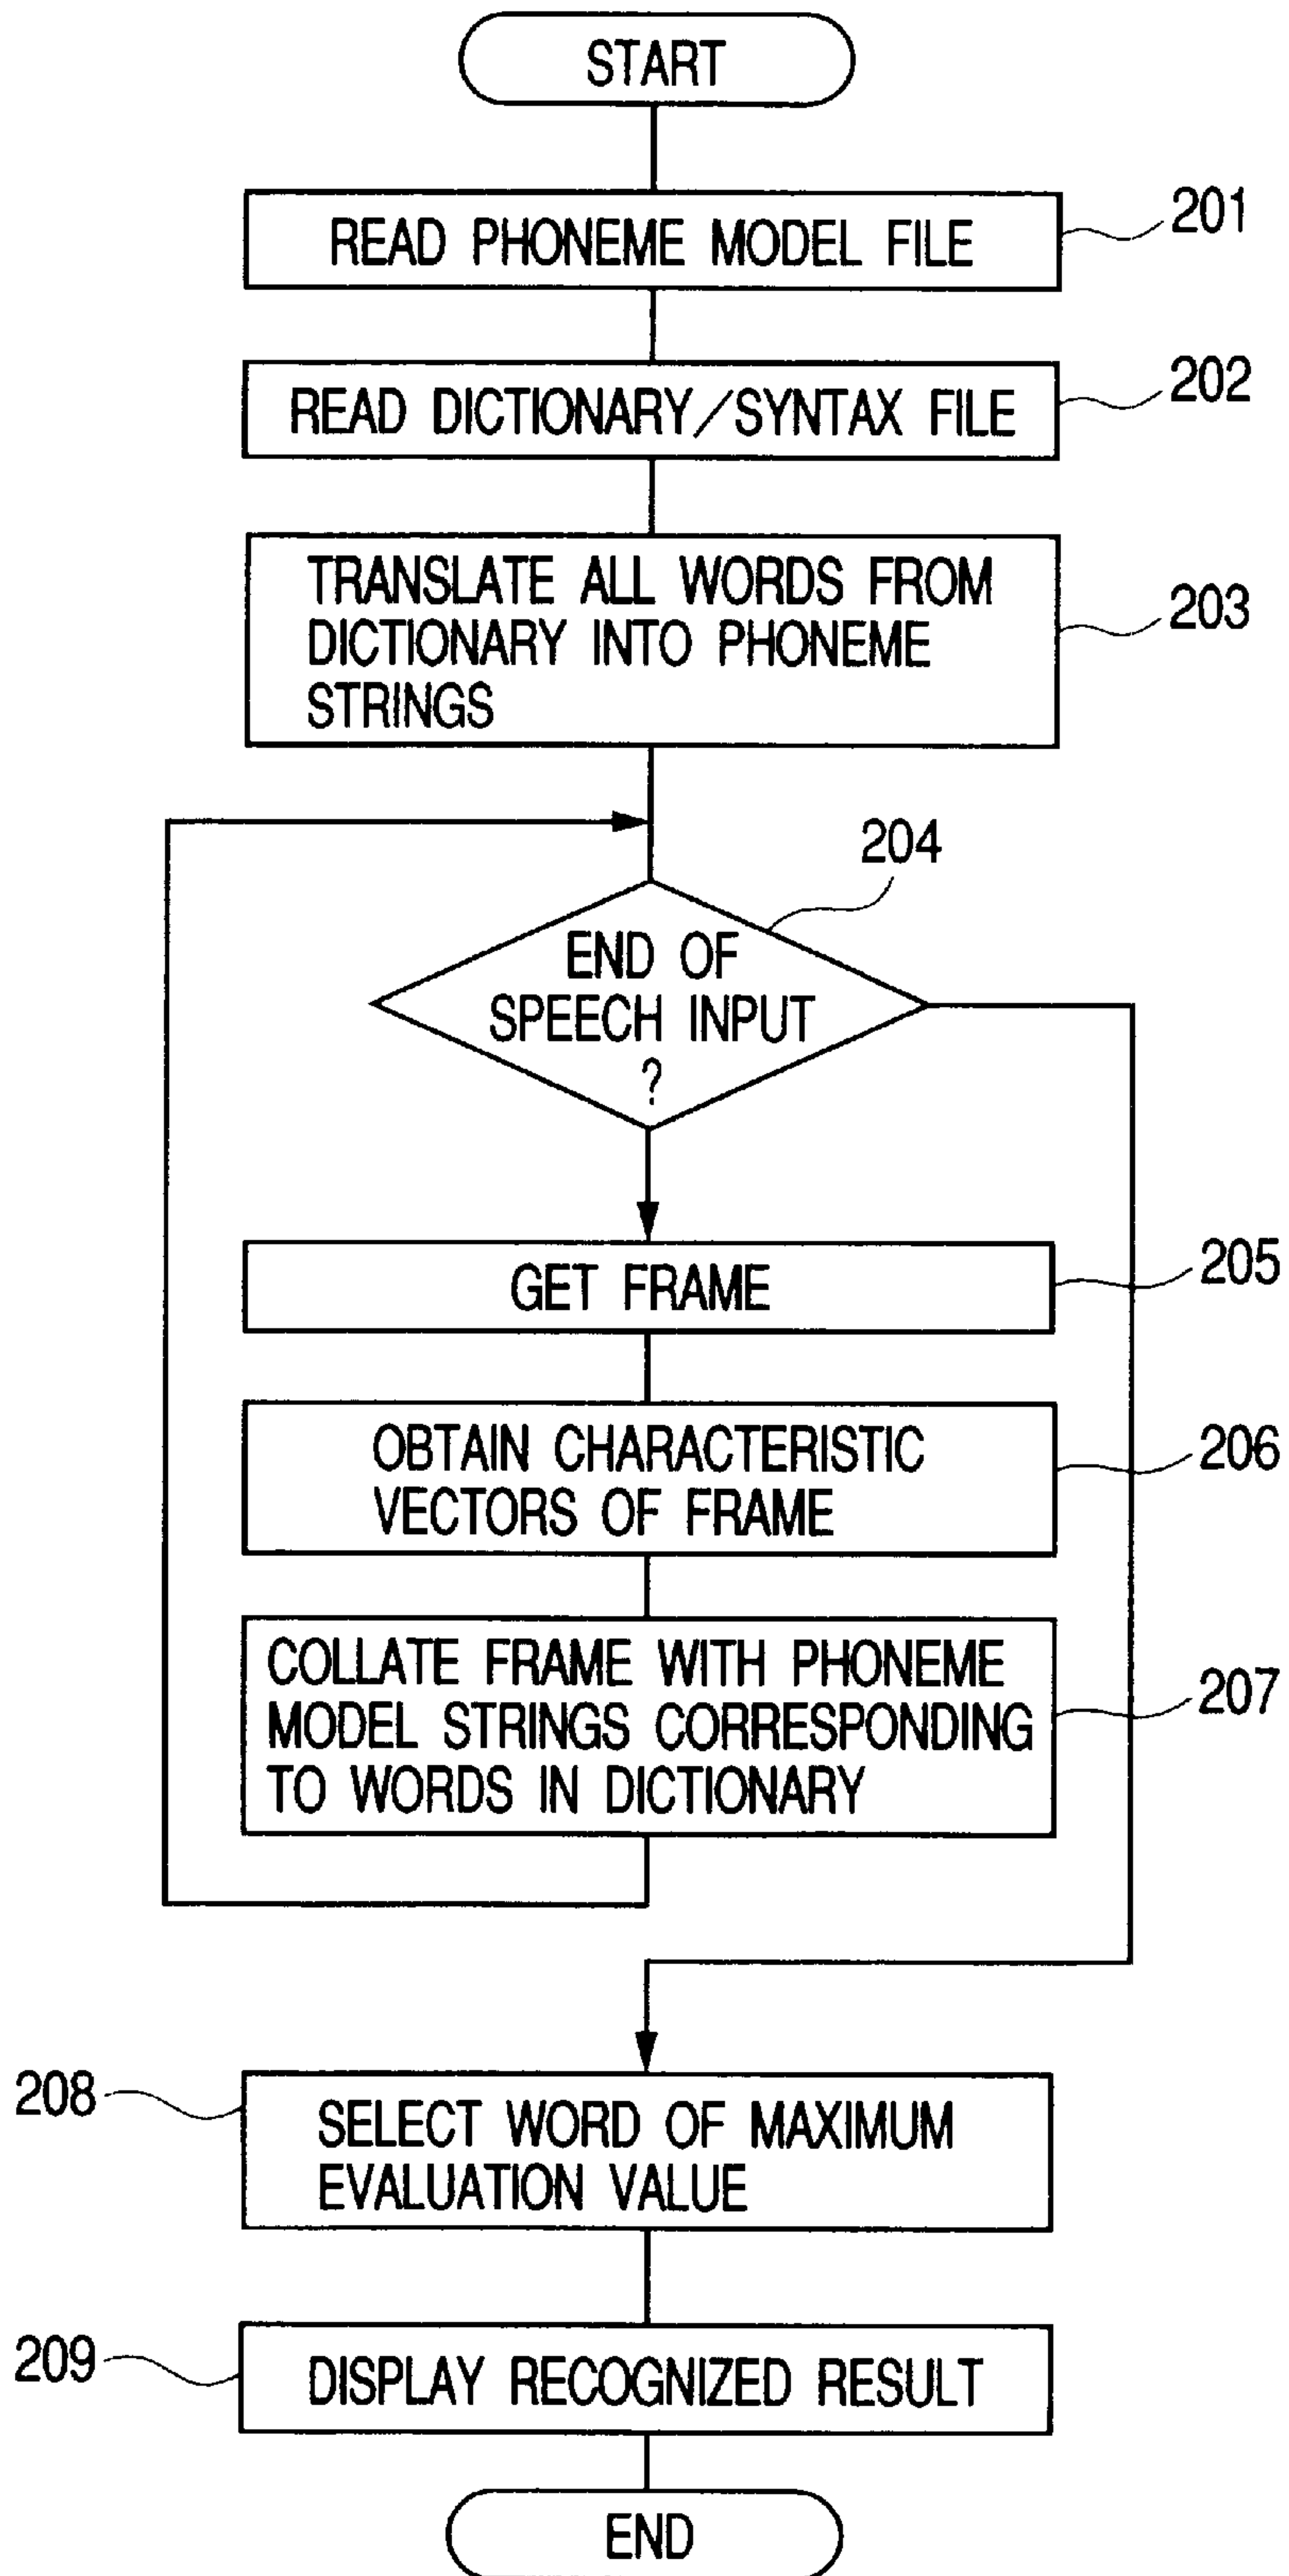 START
READ PHONEME MODEL FILE
201
READ DICTIONARY/SYNTAX FILE
202
TRANSLATE ALL WORDS FROM
DICTIONARY INTO PHONEME
STRINGS
203
204
END OF
SPEECH INPUT
?
GET FRAME
205
OBTAIN CHARACTERISTIC
VECTORS OF FRAME
206
COLLATE FRAME WITH PHONEME
MODEL STRINGS CORRESPONDING
TO WORDS IN DICTIONARY
207
208
SELECT WORD OF MAXIMUM
EVALUATION VALUE
209
DISPLAY RECOGNIZED RESULT
END